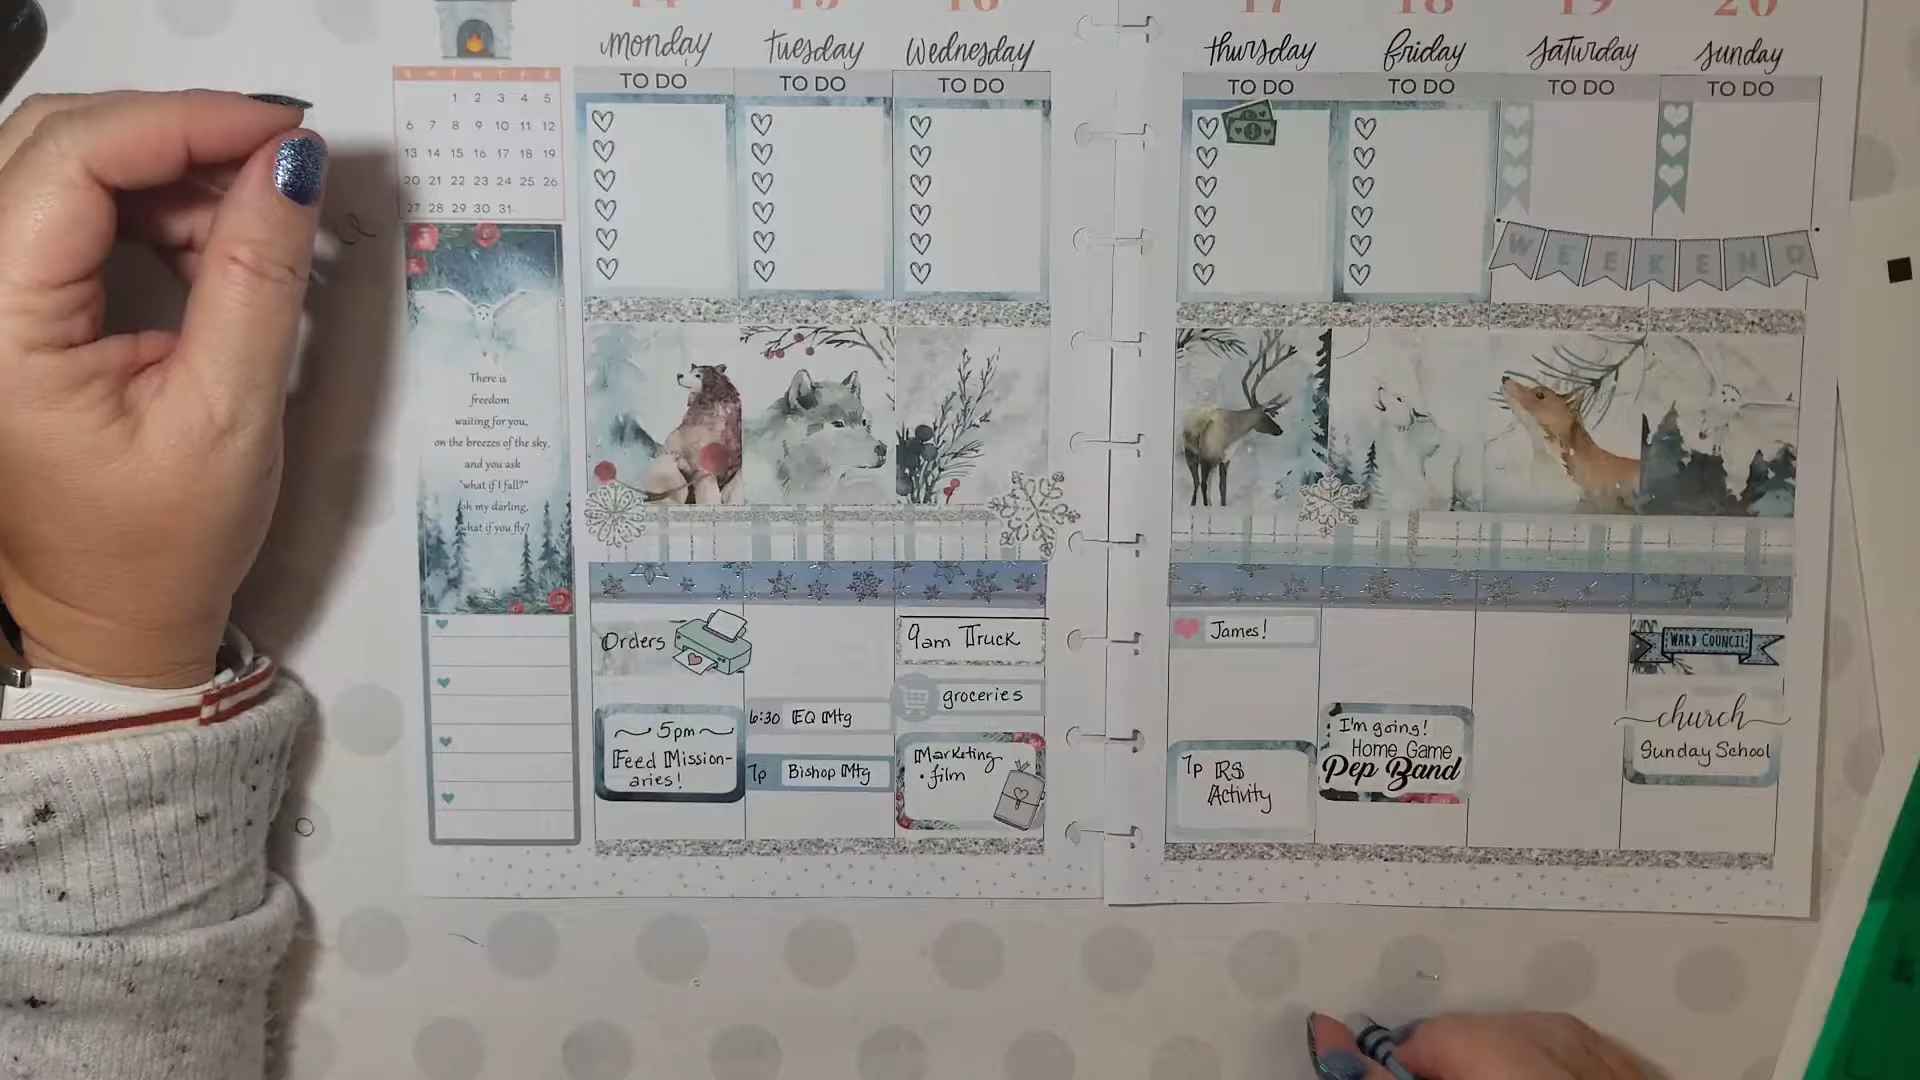 14 15 16 17 18 19 20
monday tuesday wednesday thursday friday saturday sunday
TO DO TO DO TO DO TO DO TO DO TO DO TO DO
S M T W T F S
1 2 3 4 5
6 7 8 9 10 11 12
13 14 15 16 17 18 19
20 21 22 23 24 25 26
27 28 29 30 31
WEEKEND
There is
freedom
waiting for you,
on the breezes of the sky,
and you ask
"what if I fall?"
oh my darling,
what if you fly?
Orders
5pm
Feed Mission-
aries!
6:30 EQ Mtg
7p Bishop Mtg
9am Truck
groceries
Marketing
• film
James!
7p RS
Activity
I'm going!
Home Game
Pep Band
WARD COUNCIL
church
Sunday School